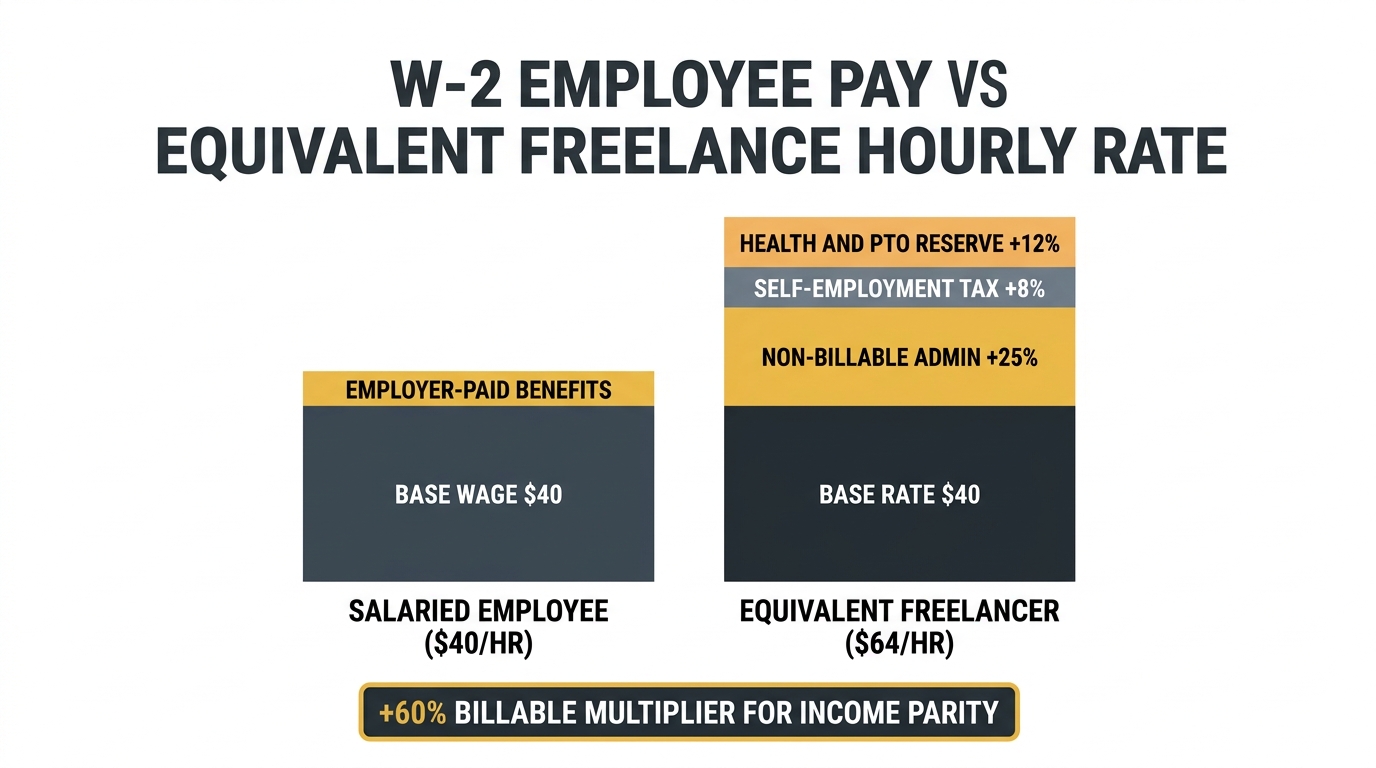 W-2 EMPLOYEE PAY VS
EQUIVALENT FREELANCE HOURLY RATE
EMPLOYER-PAID BENEFITS
BASE WAGE $40
SALARIED EMPLOYEE
($40/HR)
HEALTH AND PTO RESERVE +12%
SELF-EMPLOYMENT TAX +8%
NON-BILLABLE ADMIN +25%
BASE RATE $40
EQUIVALENT FREELANCER
($64/HR)
+60% BILLABLE MULTIPLIER FOR INCOME PARITY